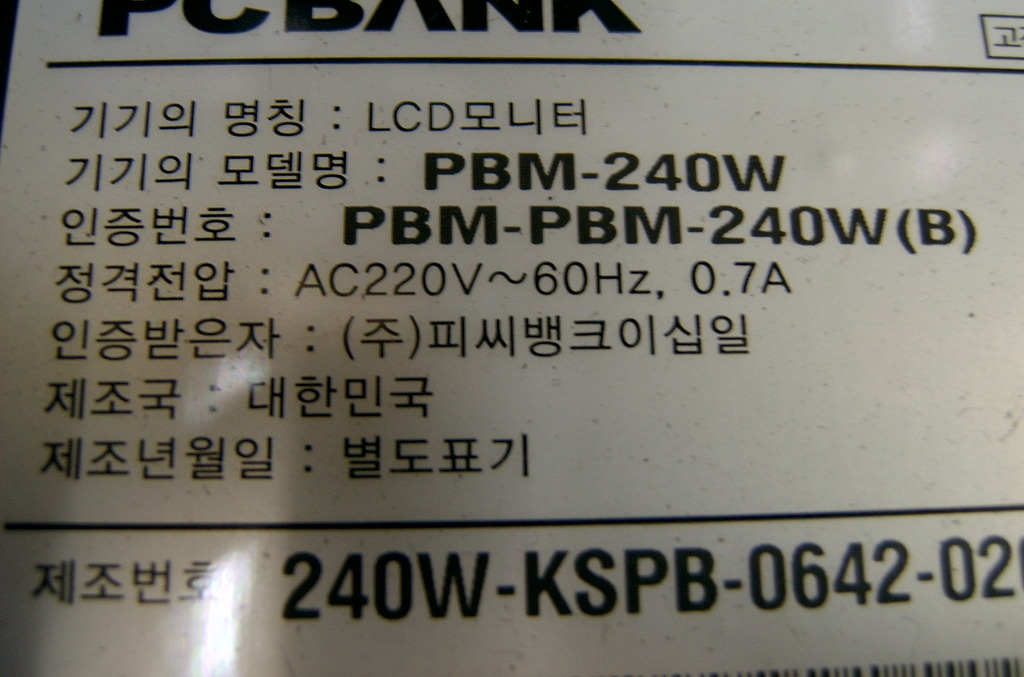 PC BANK
기기의 명칭 : LCD모니터
기기의 모델명 : PBM-240W
인증번호 : PBM-PBM-240W(B)
정격전압 : AC220V~60Hz, 0.7A
인증받은자 : (주)피씨뱅크이십일
제조국 : 대한민국
제조년월일 : 별도표기
제조번호 240W-KSPB-0642-020